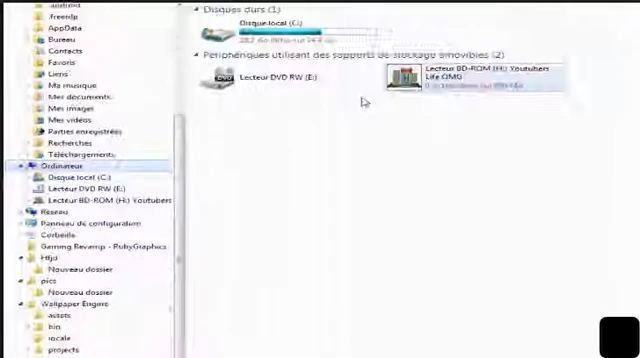 .android
.freerdp
AppData
Bureau
Contacts
Favoris
Liens
Ma musique
Mes documents
Mes images
Mes vidéos
Parties enregistrées
Recherches
Téléchargements
Ordinateur
Disque local (C:)
Lecteur DVD RW (E:)
Lecteur BD-ROM (H:) Youtubers
Réseau
Panneau de configuration
Corbeille
Gaming Revamp - RubyGraphics
Nouveau dossier
pics
Nouveau dossier
Wallpaper Engine
bin
locale
projects
Disques durs (1)
Disque local (C:)
Périphériques utilisant des supports de stockage amovibles (2)
Lecteur DVD RW (E:)
DVD
Lecteur BD-ROM (H:) Youtubers
Life OMG